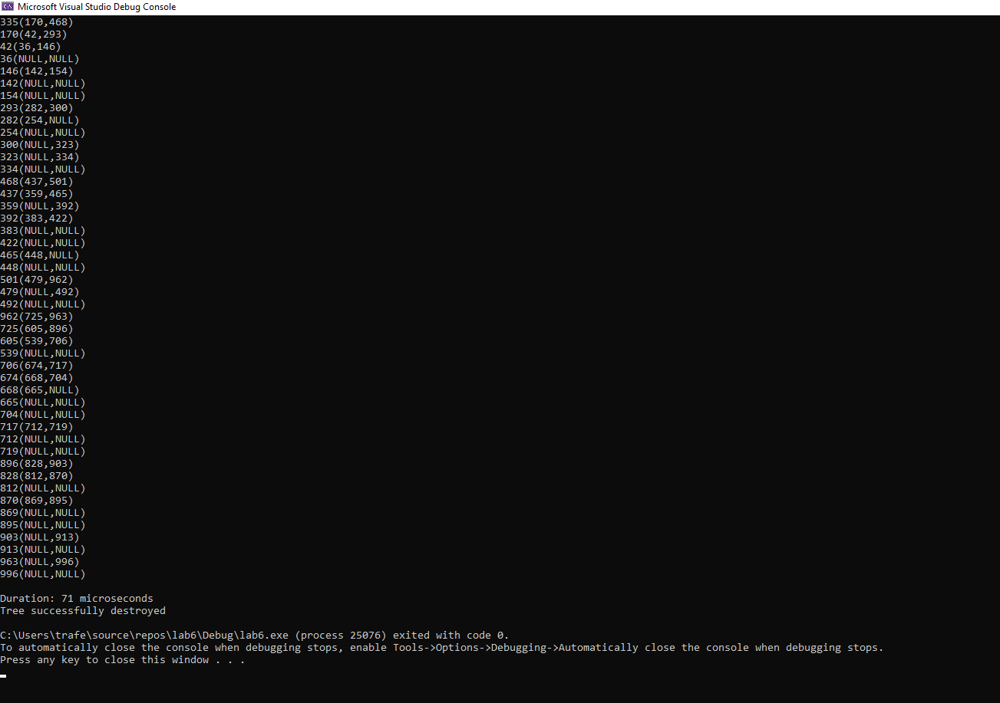 Microsoft Visual Studio Debug Console
335(170,468)
170(42,293)
42(36,146)
36(NULL,NULL)
146(142,154)
142(NULL,NULL)
154(NULL,NULL)
293(282,300)
282(254,NULL)
254(NULL,NULL)
300(NULL,323)
323(NULL,334)
334(NULL,NULL)
468(437,501)
437(359,465)
359(NULL,392)
392(383,422)
383(NULL,NULL)
422(NULL,NULL)
465(448,NULL)
448(NULL,NULL)
501(479,962)
479(NULL,492)
492(NULL,NULL)
962(725,963)
725(605,896)
605(539,706)
539(NULL,NULL)
706(674,717)
674(668,704)
668(665,NULL)
665(NULL,NULL)
704(NULL,NULL)
717(712,719)
712(NULL,NULL)
719(NULL,NULL)
896(828,903)
828(812,870)
812(NULL,NULL)
870(869,895)
869(NULL,NULL)
895(NULL,NULL)
903(NULL,913)
913(NULL,NULL)
963(NULL,996)
996(NULL,NULL)
Duration: 71 microseconds
Tree successfully destroyed
C:\Users\trafe\source\repos\lab6\Debug\lab6.exe (process 25076) exited with code 0.
To automatically close the console when debugging stops, enable Tools->Options->Debugging->Automatically close the console when debugging stops.
Press any key to close this window . . .